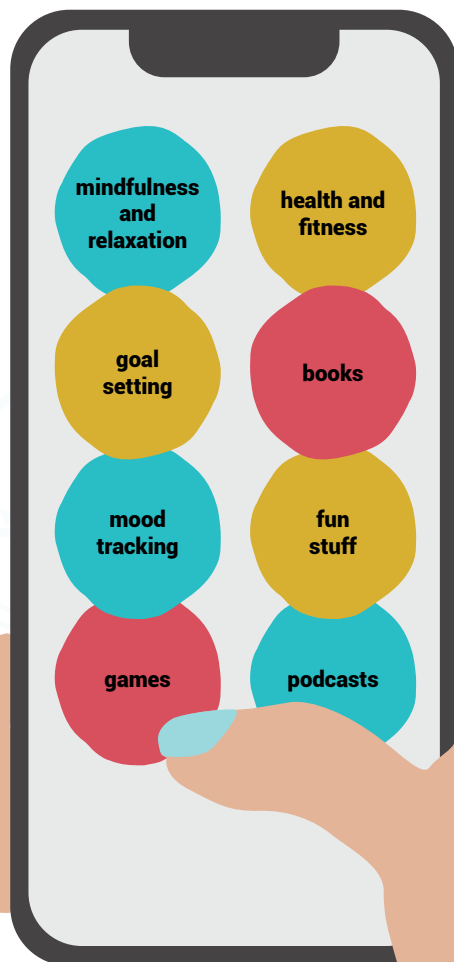 mindfulness
and
relaxation
health and
fitness
goal
setting
books
mood
tracking
fun
stuff
games
podcasts